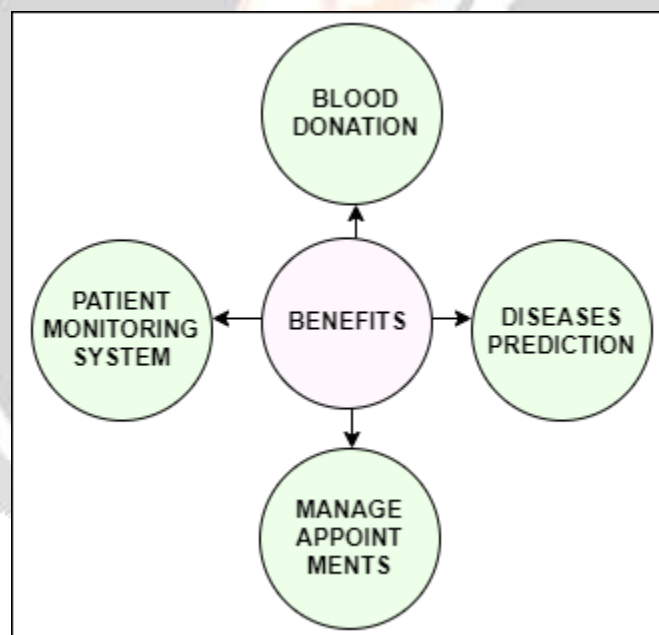 BLOOD
DONATION
PATIENT
MONITORING
SYSTEM
BENEFITS
DISEASES
PREDICTION
MANAGE
APPOINT
MENTS